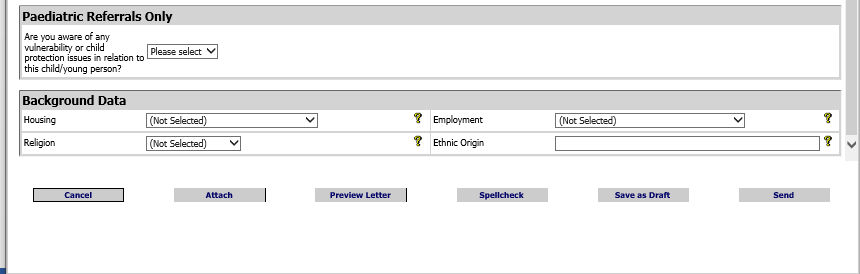 Paediatric Referrals Only
Are you aware of any
vulnerability or child
protection issues in relation to
this child/young person?
Please select
Background Data
Housing (Not Selected) ? Employment (Not Selected) ?
Religion (Not Selected) ? Ethnic Origin ?
Cancel Attach Preview Letter Spellcheck Save as Draft Send